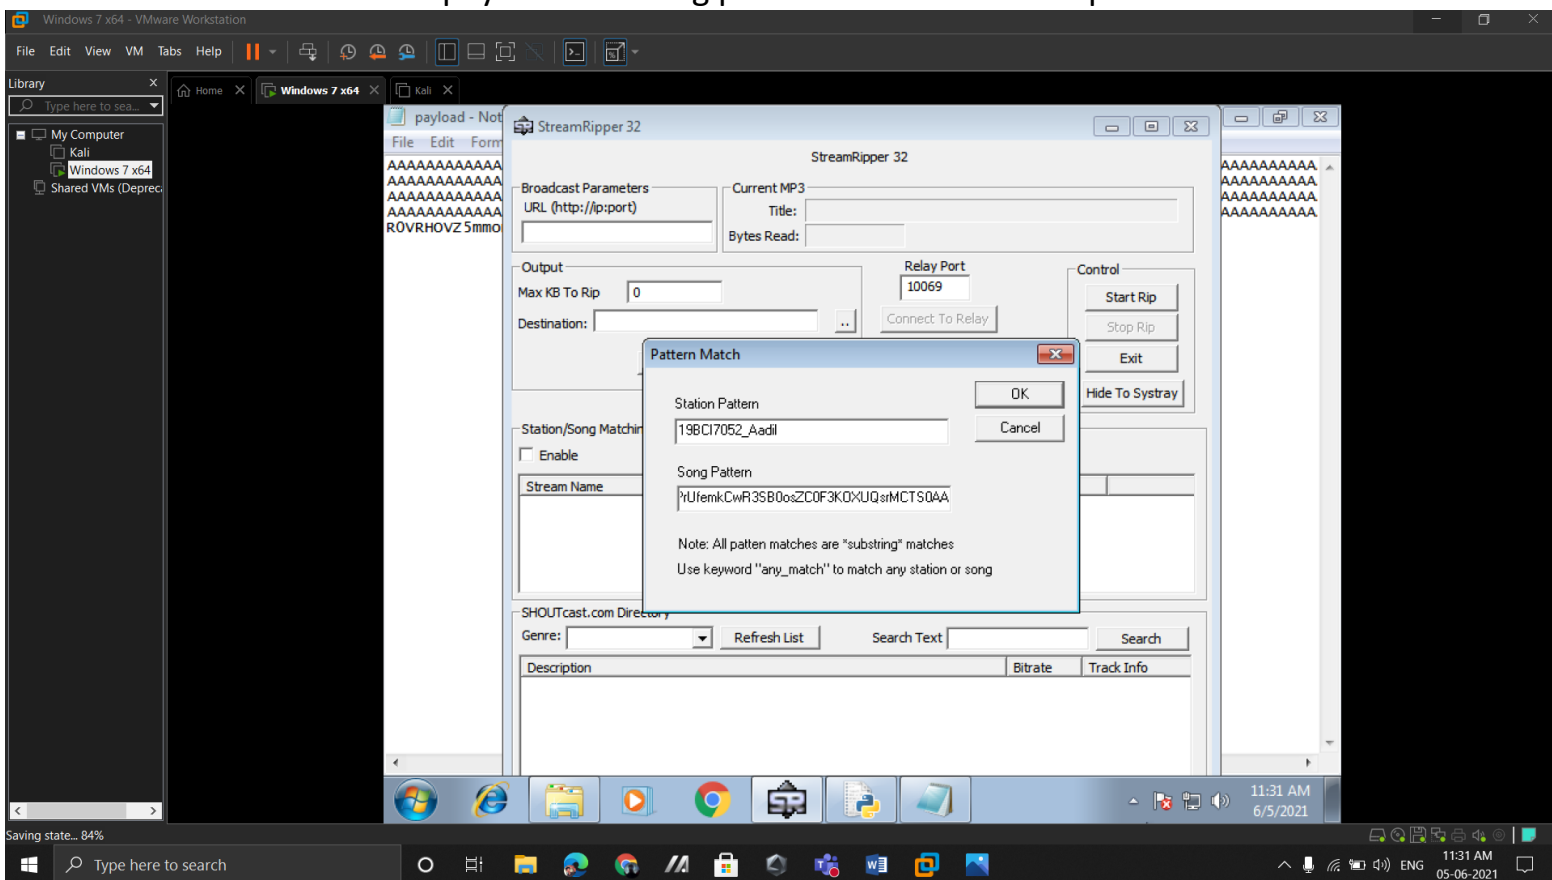 Windows 7 x64 - VMware Workstation
File Edit View VM Tabs Help
Library
Home
Windows 7 x64
Kali
Type here to sea...
My Computer
Kali
Windows 7 x64
Shared VMs (Deprec
payload - Not
File Edit Form
AAAAAAAAAAAA
AAAAAAAAAAAA
AAAAAAAAAAAA
AAAAAAAAAAAA
R0VRHOVZ5mmo
AAAAAAAAAA
AAAAAAAAAA
AAAAAAAAAA
AAAAAAAAAA
StreamRipper 32
StreamRipper 32
Broadcast Parameters
URL (http://ip:port)
Current MP3
Title:
Bytes Read:
Output
Max KB To Rip 0
Destination:
..
Relay Port
10069
Connect To Relay
Control
Start Rip
Stop Rip
Exit
Hide To Systray
Pattern Match
Station Pattern
19BCI7052_Aadil
Song Pattern
OK
Cancel
Note: All patten matches are *substring* matches
Use keyword "any_match" to match any station or song
Station/Song Matchin
Enable
Stream Name
SHOUTcast.com
Genre:
Refresh List
Search Text
Search
Description Bitrate Track Info
11:31 AM
6/5/2021
Saving state... 84%
Type here to search
ENG
11:31 AM
05-06-2021